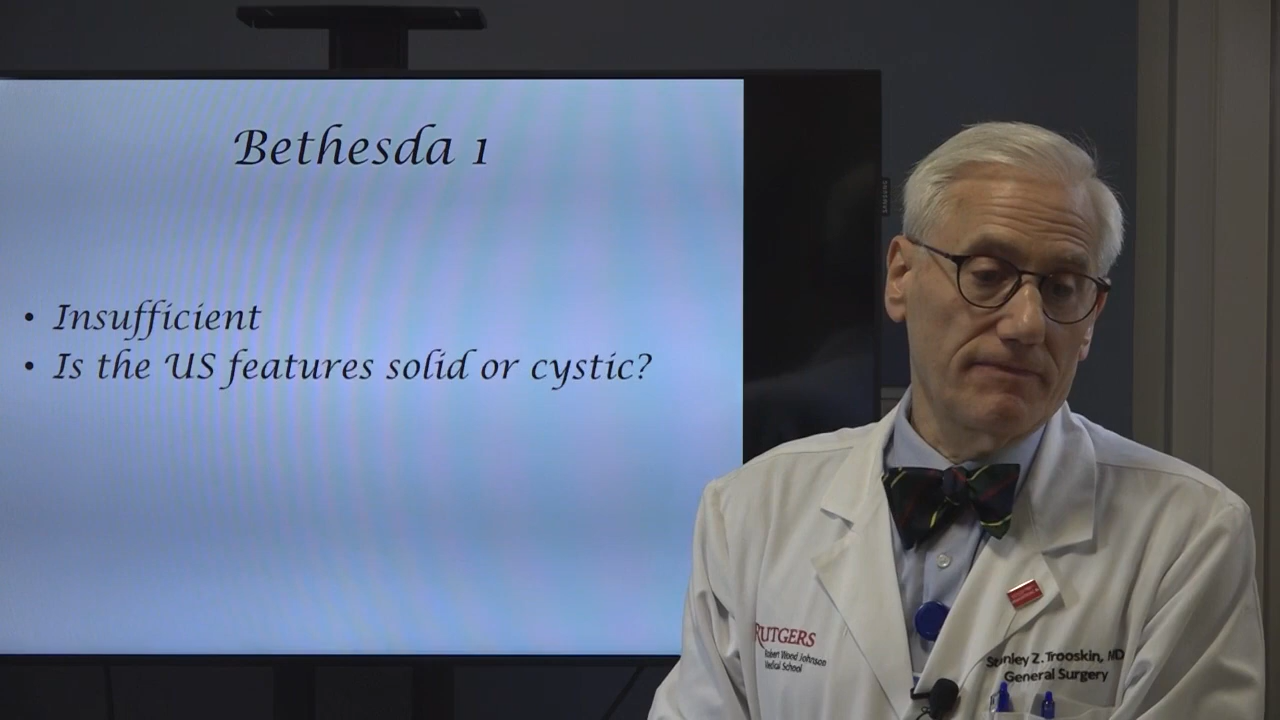 Bethesda 1
• Insufficient
• Is the US features solid or cystic?
RUTGERS
Robert Wood Johnson
Medical School
Stanley Z. Trooskin, MD
General Surgery